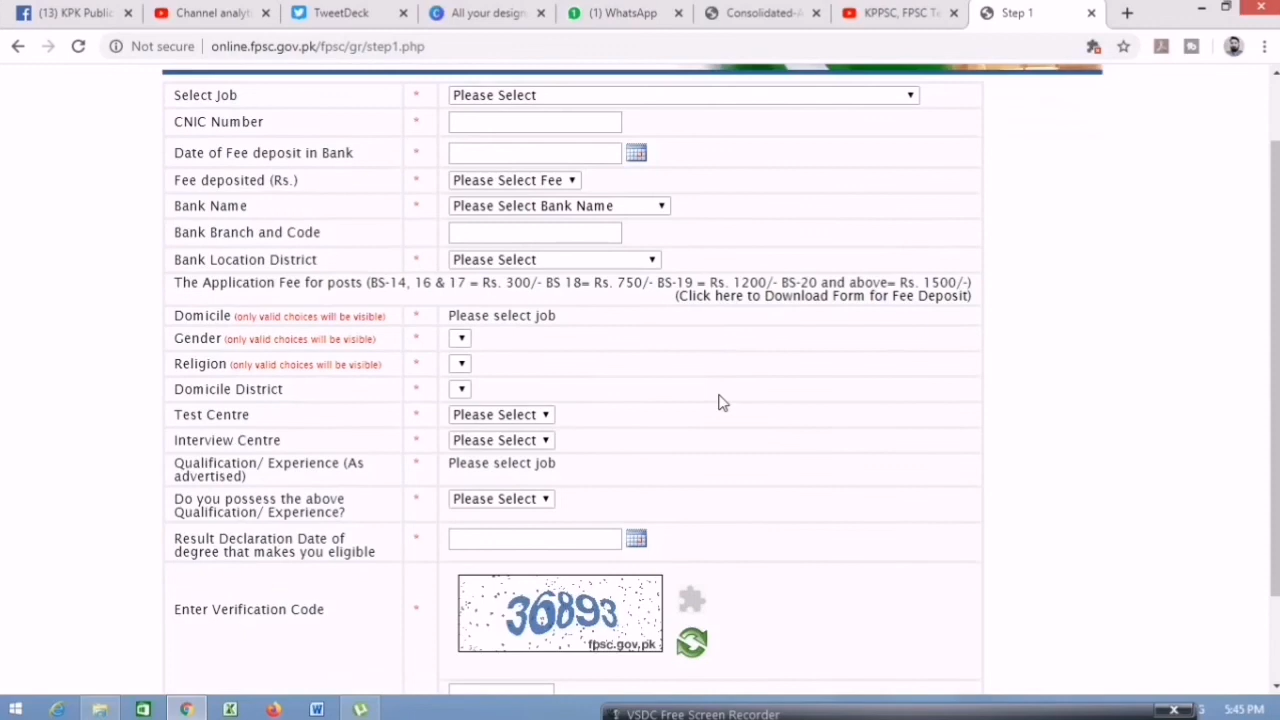 (13) KPK Public
Channel analyt
TweetDeck
All your design
(1) WhatsApp
Consolidated-
KPPSC, FPSC Te
Step 1
Not secure
online.fpsc.gov.pk/fpsc/gr/step1.php
Select Job * Please Select
CNIC Number *
Date of Fee deposit in Bank *
Fee deposited (Rs.) * Please Select Fee
Bank Name * Please Select Bank Name
Bank Branch and Code
Bank Location District * Please Select
The Application Fee for posts (BS-14, 16 & 17 = Rs. 300/- BS 18= Rs. 750/- BS-19 = Rs. 1200/- BS-20 and above= Rs. 1500/-)
(Click here to Download Form for Fee Deposit)
Domicile (only valid choices will be visible) * Please select job
Gender (only valid choices will be visible) *
Religion (only valid choices will be visible) *
Domicile District *
Test Centre * Please Select
Interview Centre * Please Select
Qualification/ Experience (As * Please select job
advertised)
Do you possess the above * Please Select
Qualification/ Experience?
Result Declaration Date of *
degree that makes you eligible
36893
Enter Verification Code *
fpsc.gov.pk
VSDC Free Screen Recorder
5:45 PM